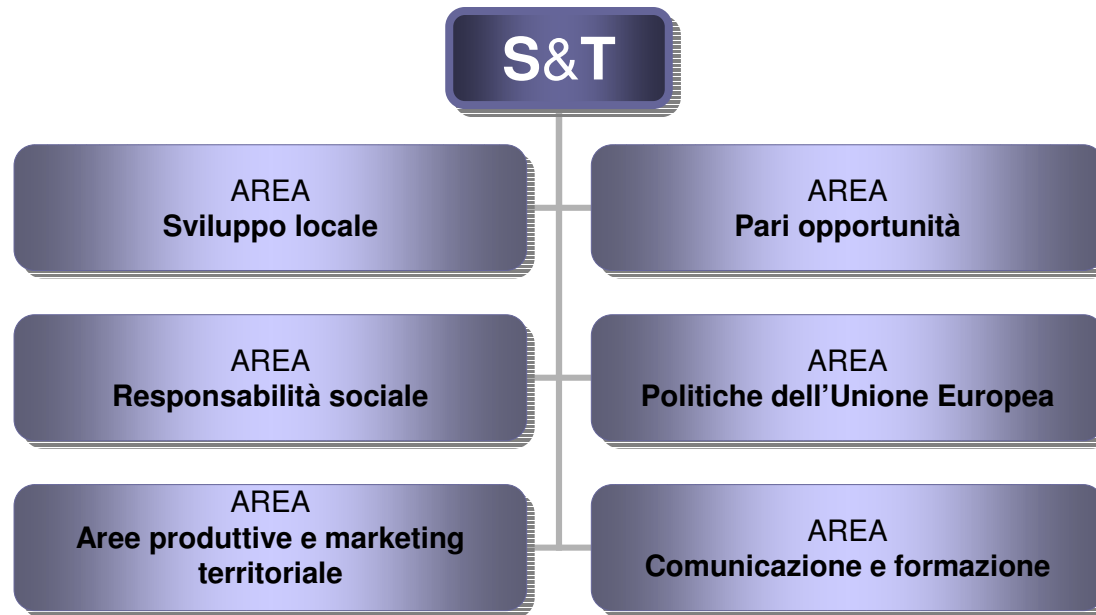 S&T
AREA
Sviluppo locale
AREA
Pari opportunità
AREA
Responsabilità sociale
AREA
Politiche dell’Unione Europea
AREA
Aree produttive e marketing
territoriale
AREA
Comunicazione e formazione